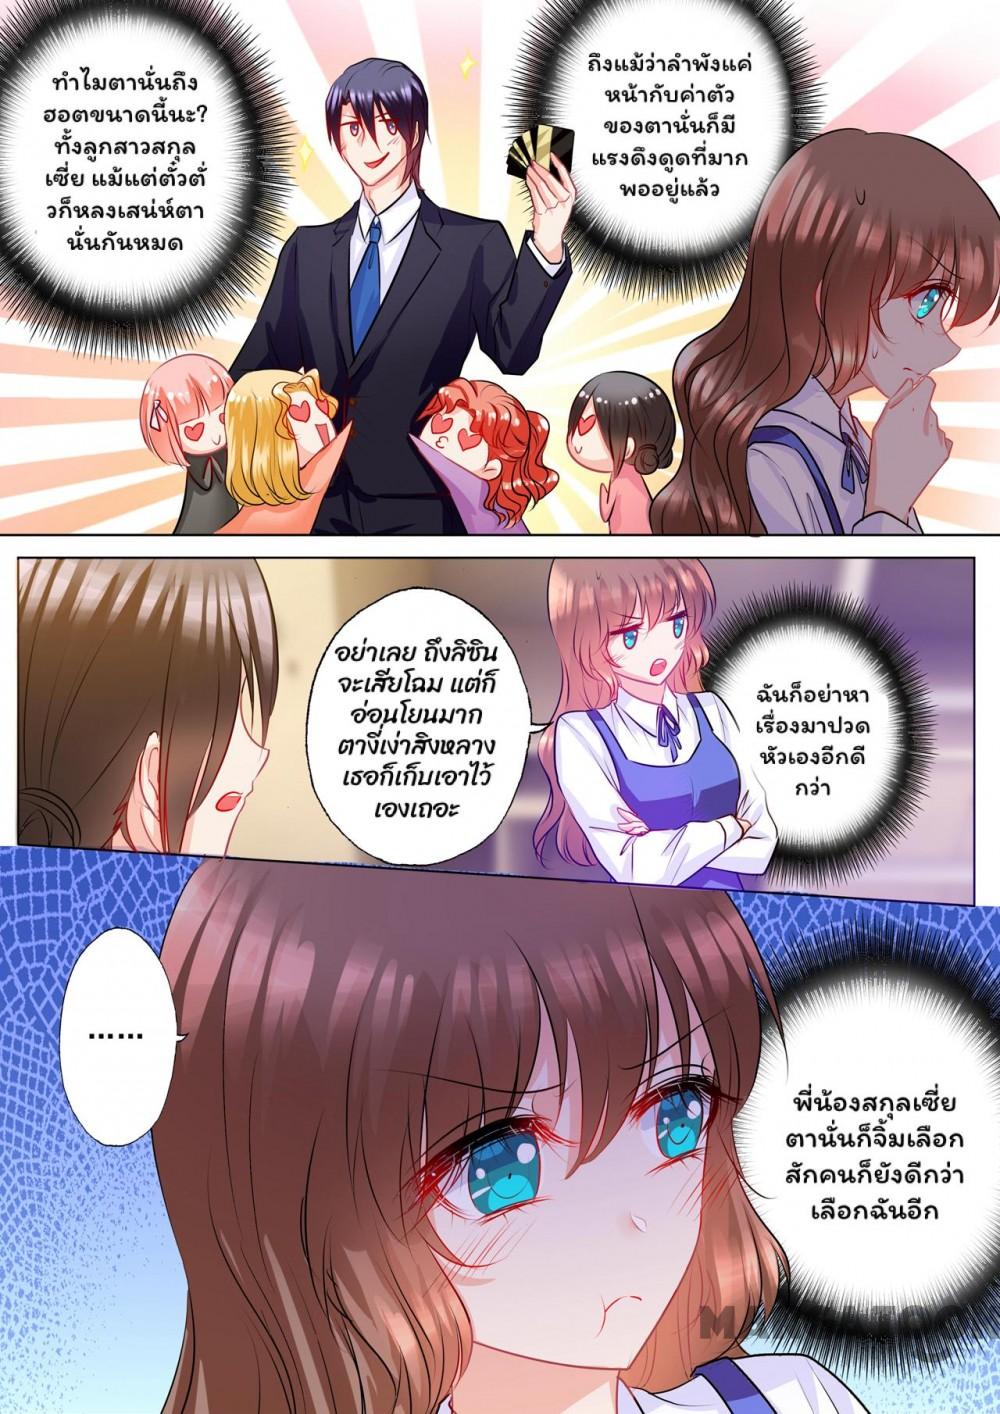 ทำไมตานั่นถึง
ฮอตขนาดนี้นะ?
ทั้งลูกสาวสกุล
เซี่ย แม้แต่ตั๋วตั่
วก็หลงเสน่ห์ตา
นั่นกันหมด
ถึงแม้ว่าลำพังแค่
หน้ากับค่าตัว
ของตานั่นก็มี
แรงดึงดูดที่มาก
พออยู่แล้ว
อย่าเลย ถึงลิซิน
จะเสียโฉม แต่ก็
อ่อนโยนมาก
ตางี่เง่าสิงหลาง
เธอก็เก็บเอาไว้
เองเถอะ
ฉันก็อย่าหา
เรื่องมาปวด
หัวเองอีกดี
กว่า
......
พี่น้องสกุลเซี่ย
ตานั่นก็จิ้มเลือก
สักคนก็ยังดีกว่า
เลือกฉันอีก